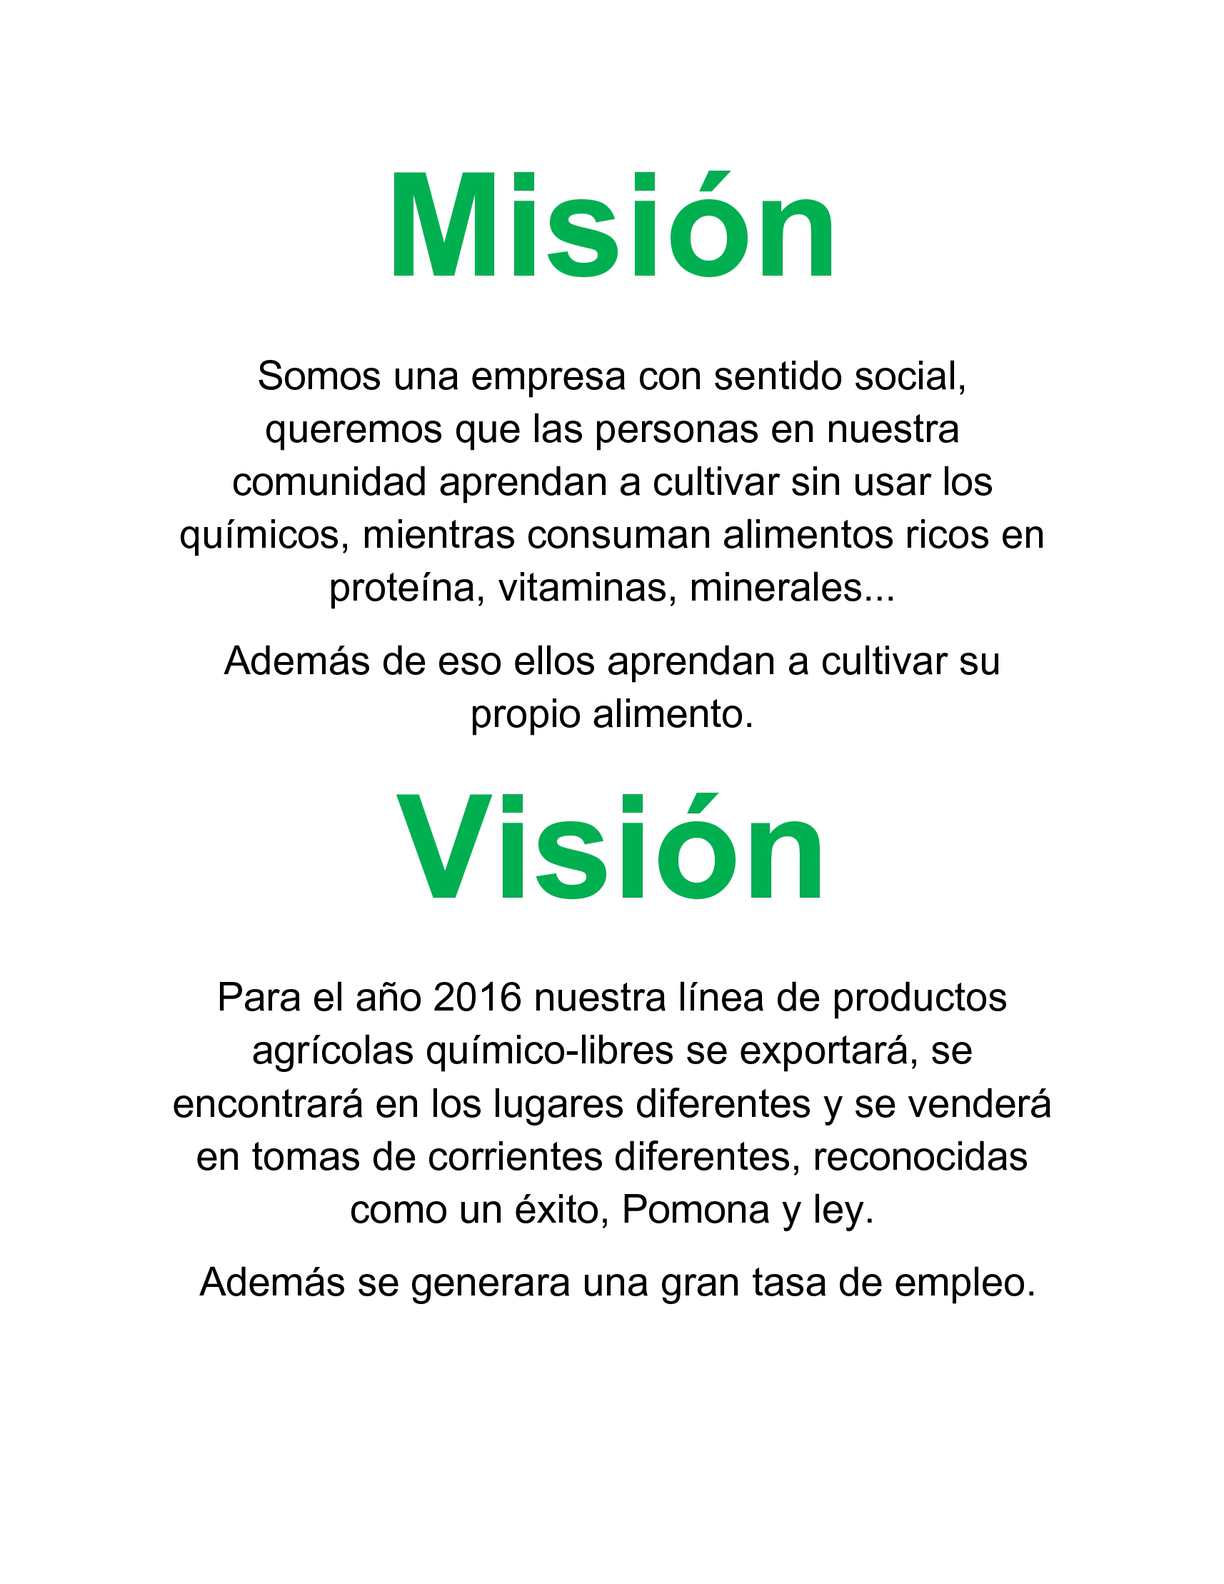 Misión
Somos una empresa con sentido social,
queremos que las personas en nuestra
comunidad aprendan a cultivar sin usar los
químicos, mientras consuman alimentos ricos en
proteína, vitaminas, minerales...
Además de eso ellos aprendan a cultivar su
propio alimento.
Visión
Para el año 2016 nuestra línea de productos
agrícolas químico-libres se exportará, se
encontrará en los lugares diferentes y se venderá
en tomas de corrientes diferentes, reconocidas
como un éxito, Pomona y ley.
Además se generara una gran tasa de empleo.